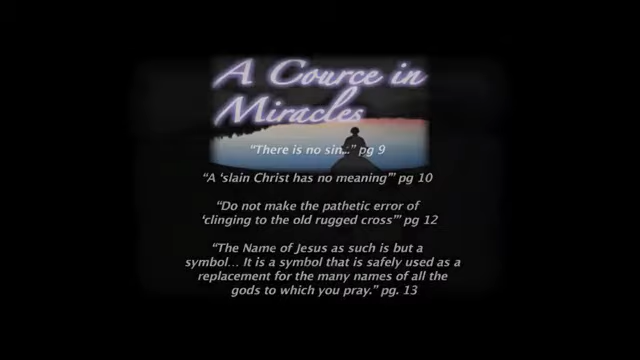 A Cource in
Miracles
“There is no sin...” pg 9
“A ‘slain Christ has no meaning’” pg 10
“Do not make the pathetic error of
‘clinging to the old rugged cross’” pg 12
“The Name of Jesus as such is but a
symbol... It is a symbol that is safely used as a
replacement for the many names of all the
gods to which you pray.” pg. 13